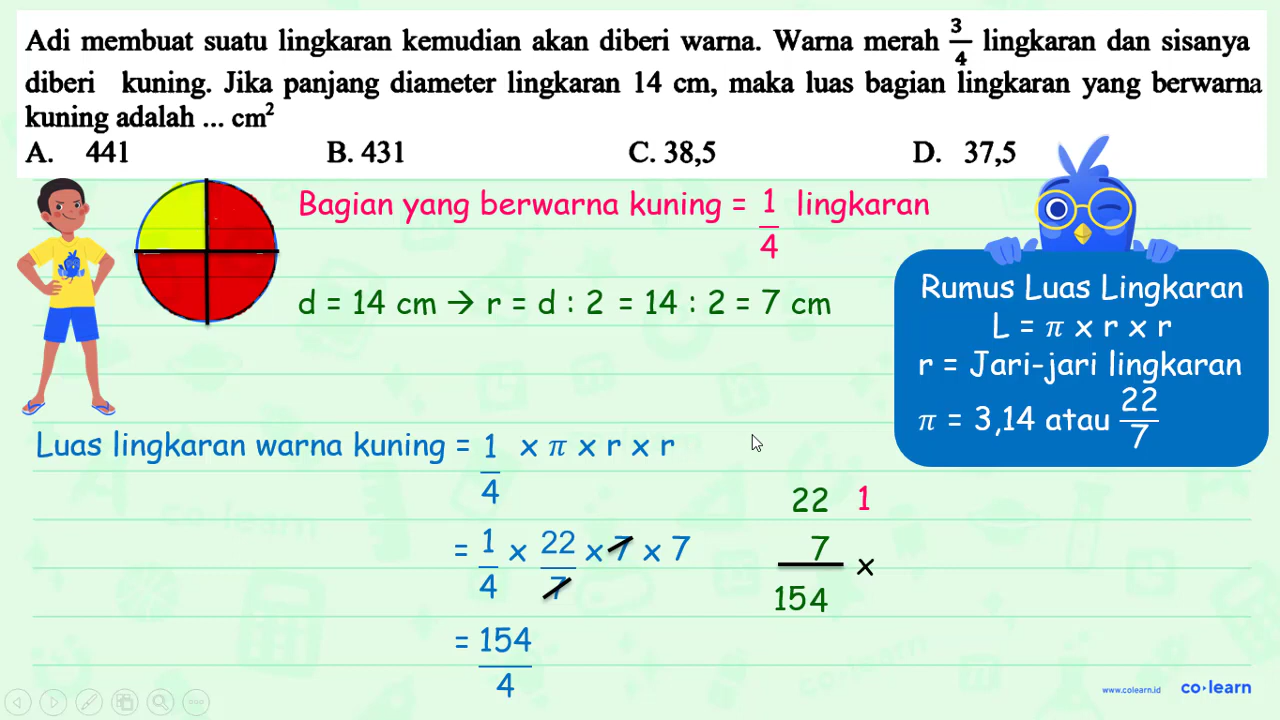 Adi membuat suatu lingkaran kemudian akan diberi warna. Warna merah 3/4 lingkaran dan sisanya
diberi kuning. Jika panjang diameter lingkaran 14 cm, maka luas bagian lingkaran yang berwarna
kuning adalah ... cm²
A. 441 B. 431 C. 38,5 D. 37,5
Bagian yang berwarna kuning = 1/4 lingkaran
d = 14 cm → r = d : 2 = 14 : 2 = 7 cm
Rumus Luas Lingkaran
L = π x r x r
r = Jari-jari lingkaran
π = 3,14 atau 22/7
Luas lingkaran warna kuning = 1/4 x π x r x r
= 1/4 x 22/7 x 7 x 7
= 154/4
22 1
7 x
154
co·learn
www.colearn.id co·learn